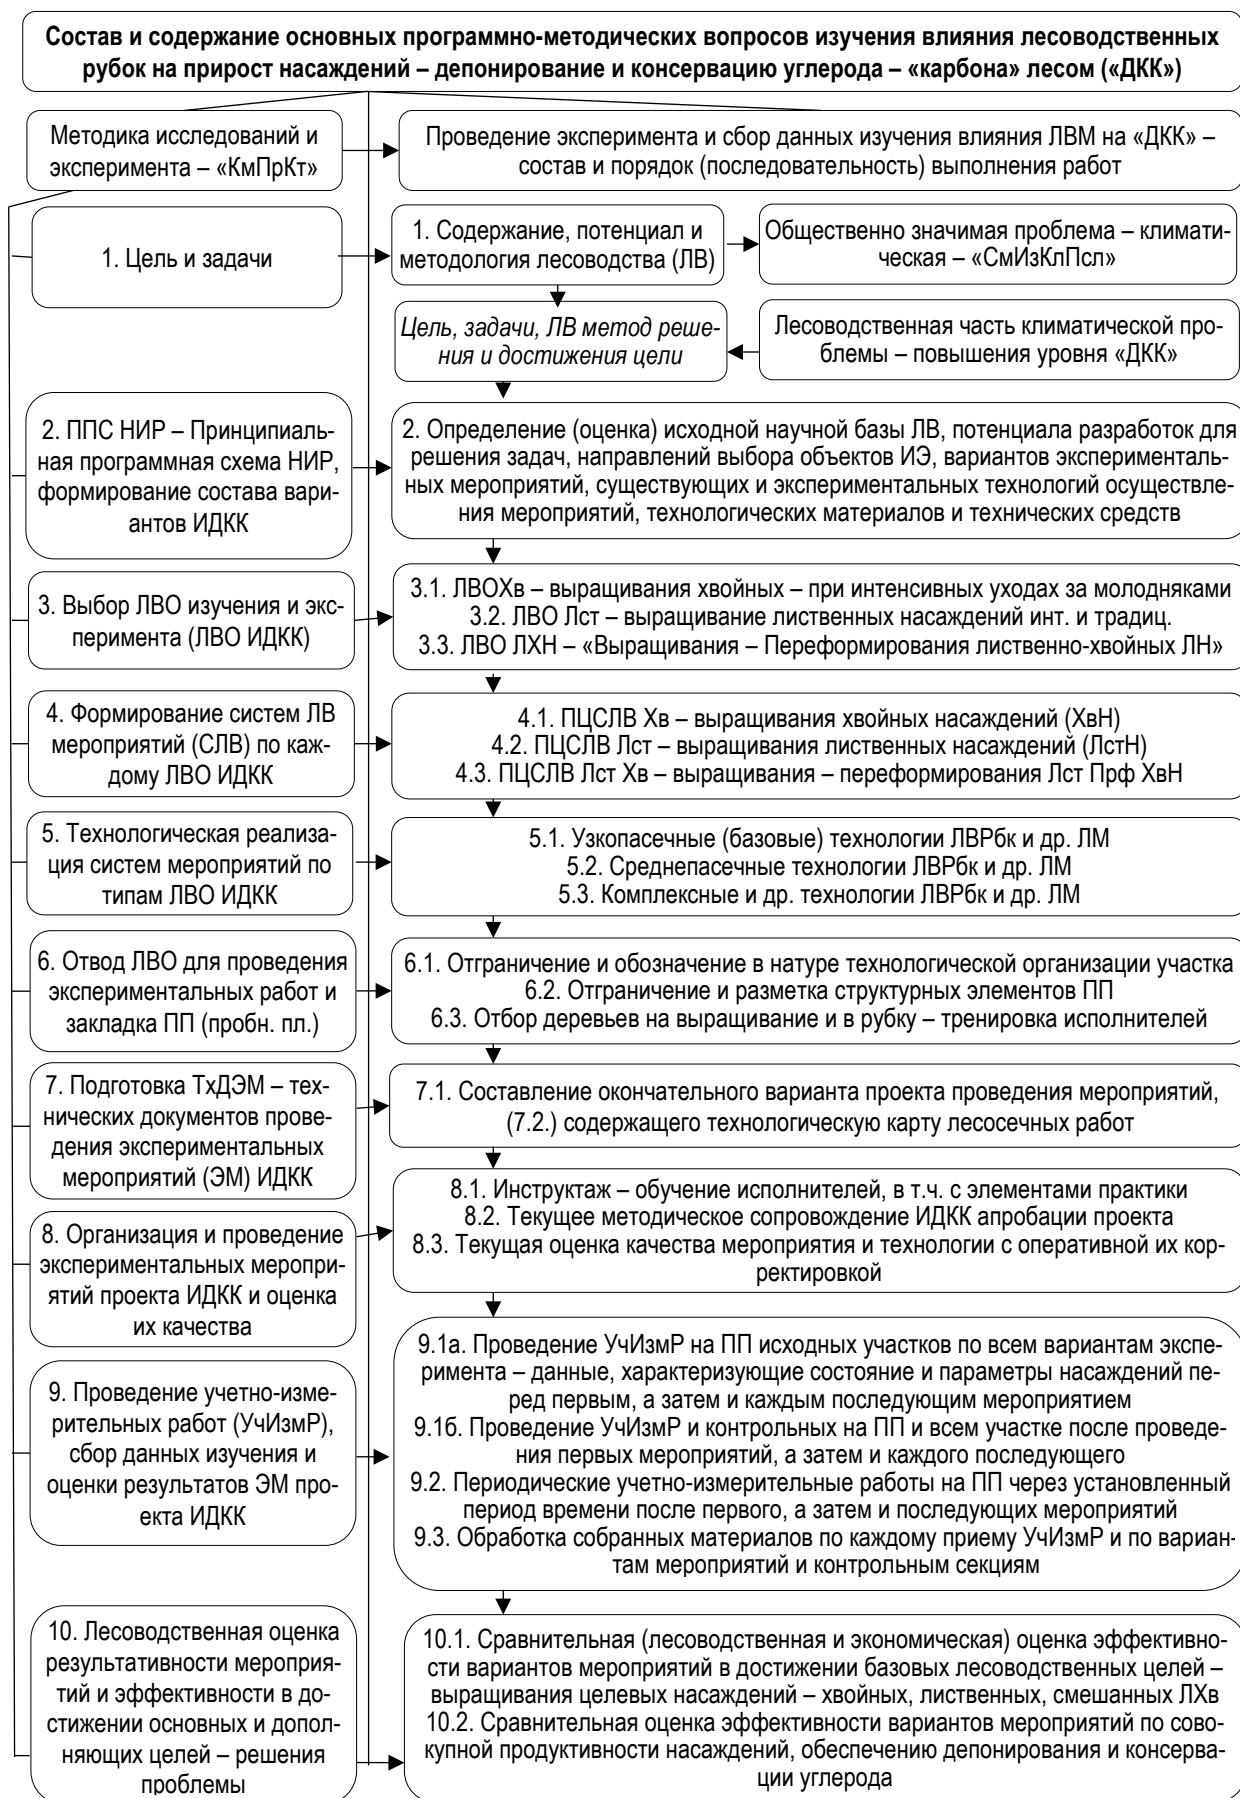 Состав и содержание основных программно-методических вопросов изучения влияния лесоводственных
рубок на прирост насаждений – депонирование и консервацию углерода – «карбона» лесом («ДКК»)
Методика исследований и
эксперимента – «КмПрКт»
Проведение эксперимента и сбор данных изучения влияния ЛВМ на «ДКК» –
состав и порядок (последовательность) выполнения работ
1. Цель и задачи
1. Содержание, потенциал и
методология лесоводства (ЛВ)
Общественно значимая проблема – климати-
ческая – «СмИзКлПсл»
Цель, задачи, ЛВ метод реше-
ния и достижения цели
Лесоводственная часть климатической про-
блемы – повышения уровня «ДКК»
2. ППС НИР – Принципиаль-
ная программная схема НИР,
формирование состава вари-
антов ИДКК
2. Определение (оценка) исходной научной базы ЛВ, потенциала разработок для
решения задач, направлений выбора объектов ИЭ, вариантов эксперименталь-
ных мероприятий, существующих и экспериментальных технологий осуществле-
ния мероприятий, технологических материалов и технических средств
3. Выбор ЛВО изучения и экс-
перимента (ЛВО ИДКК)
3.1. ЛВОХв – выращивания хвойных – при интенсивных уходах за молодняками
3.2. ЛВО Лст – выращивание лиственных насаждений инт. и традиц.
3.3. ЛВО ЛХН – «Выращивания – Переформирования лиственно-хвойных ЛН»
4. Формирование систем ЛВ
мероприятий (СЛВ) по каж-
дому ЛВО ИДКК
4.1. ПЦСЛВ Хв – выращивания хвойных насаждений (ХвН)
4.2. ПЦСЛВ Лст – выращивания лиственных насаждений (ЛстН)
4.3. ПЦСЛВ Лст Хв – выращивания – переформирования Лст Прф ХвН
5. Технологическая реализа-
ция систем мероприятий по
типам ЛВО ИДКК
5.1. Узкопасечные (базовые) технологии ЛВРбк и др. ЛМ
5.2. Среднепасечные технологии ЛВРбк и др. ЛМ
5.3. Комплексные и др. технологии ЛВРбк и др. ЛМ
6. Отвод ЛВО для проведения
экспериментальных работ и
закладка ПП (пробн. пл.)
6.1. Отграничение и обозначение в натуре технологической организации участка
6.2. Отграничение и разметка структурных элементов ПП
6.3. Отбор деревьев на выращивание и в рубку – тренировка исполнителей
7. Подготовка ТхДЭМ – тех-
нических документов прове-
дения экспериментальных
мероприятий (ЭМ) ИДКК
7.1. Составление окончательного варианта проекта проведения мероприятий,
(7.2.) содержащего технологическую карту лесосечных работ
8. Организация и проведение
экспериментальных меропри-
ятий проекта ИДКК и оценка
их качества
8.1. Инструктаж – обучение исполнителей, в т.ч. с элементами практики
8.2. Текущее методическое сопровождение ИДКК апробации проекта
8.3. Текущая оценка качества мероприятия и технологии с оперативной их кор-
ректировкой
9. Проведение учетно-изме-
рительных работ (УчИзмР),
сбор данных изучения и
оценки результатов ЭМ про-
екта ИДКК
9.1а. Проведение УчИзмР на ПП исходных участков по всем вариантам экспе-
римента – данные, характеризующие состояние и параметры насаждений пе-
ред первым, а затем и каждым последующим мероприятием
9.1б. Проведение УчИзмР и контрольных на ПП и всем участке после проведе-
ния первых мероприятий, а затем и каждого последующего
9.2. Периодические учетно-измерительные работы на ПП через установленный
период времени после первого, а затем и последующих мероприятий
9.3. Обработка собранных материалов по каждому приему УчИзмР и по вариан-
там мероприятий и контрольным секциям
10. Лесоводственная оценка
результативности мероприя-
тий и эффективности в до-
стижении основных и допол-
няющих целей – решения
проблемы
10.1. Сравнительная (лесоводственная и экономическая) оценка эффективно-
сти вариантов мероприятий в достижении базовых лесоводственных целей –
выращивания целевых насаждений – хвойных, лиственных, смешанных ЛХв
10.2. Сравнительная оценка эффективности вариантов мероприятий по сово-
купной продуктивности насаждений, обеспечению депонирования и консерва-
ции углерода